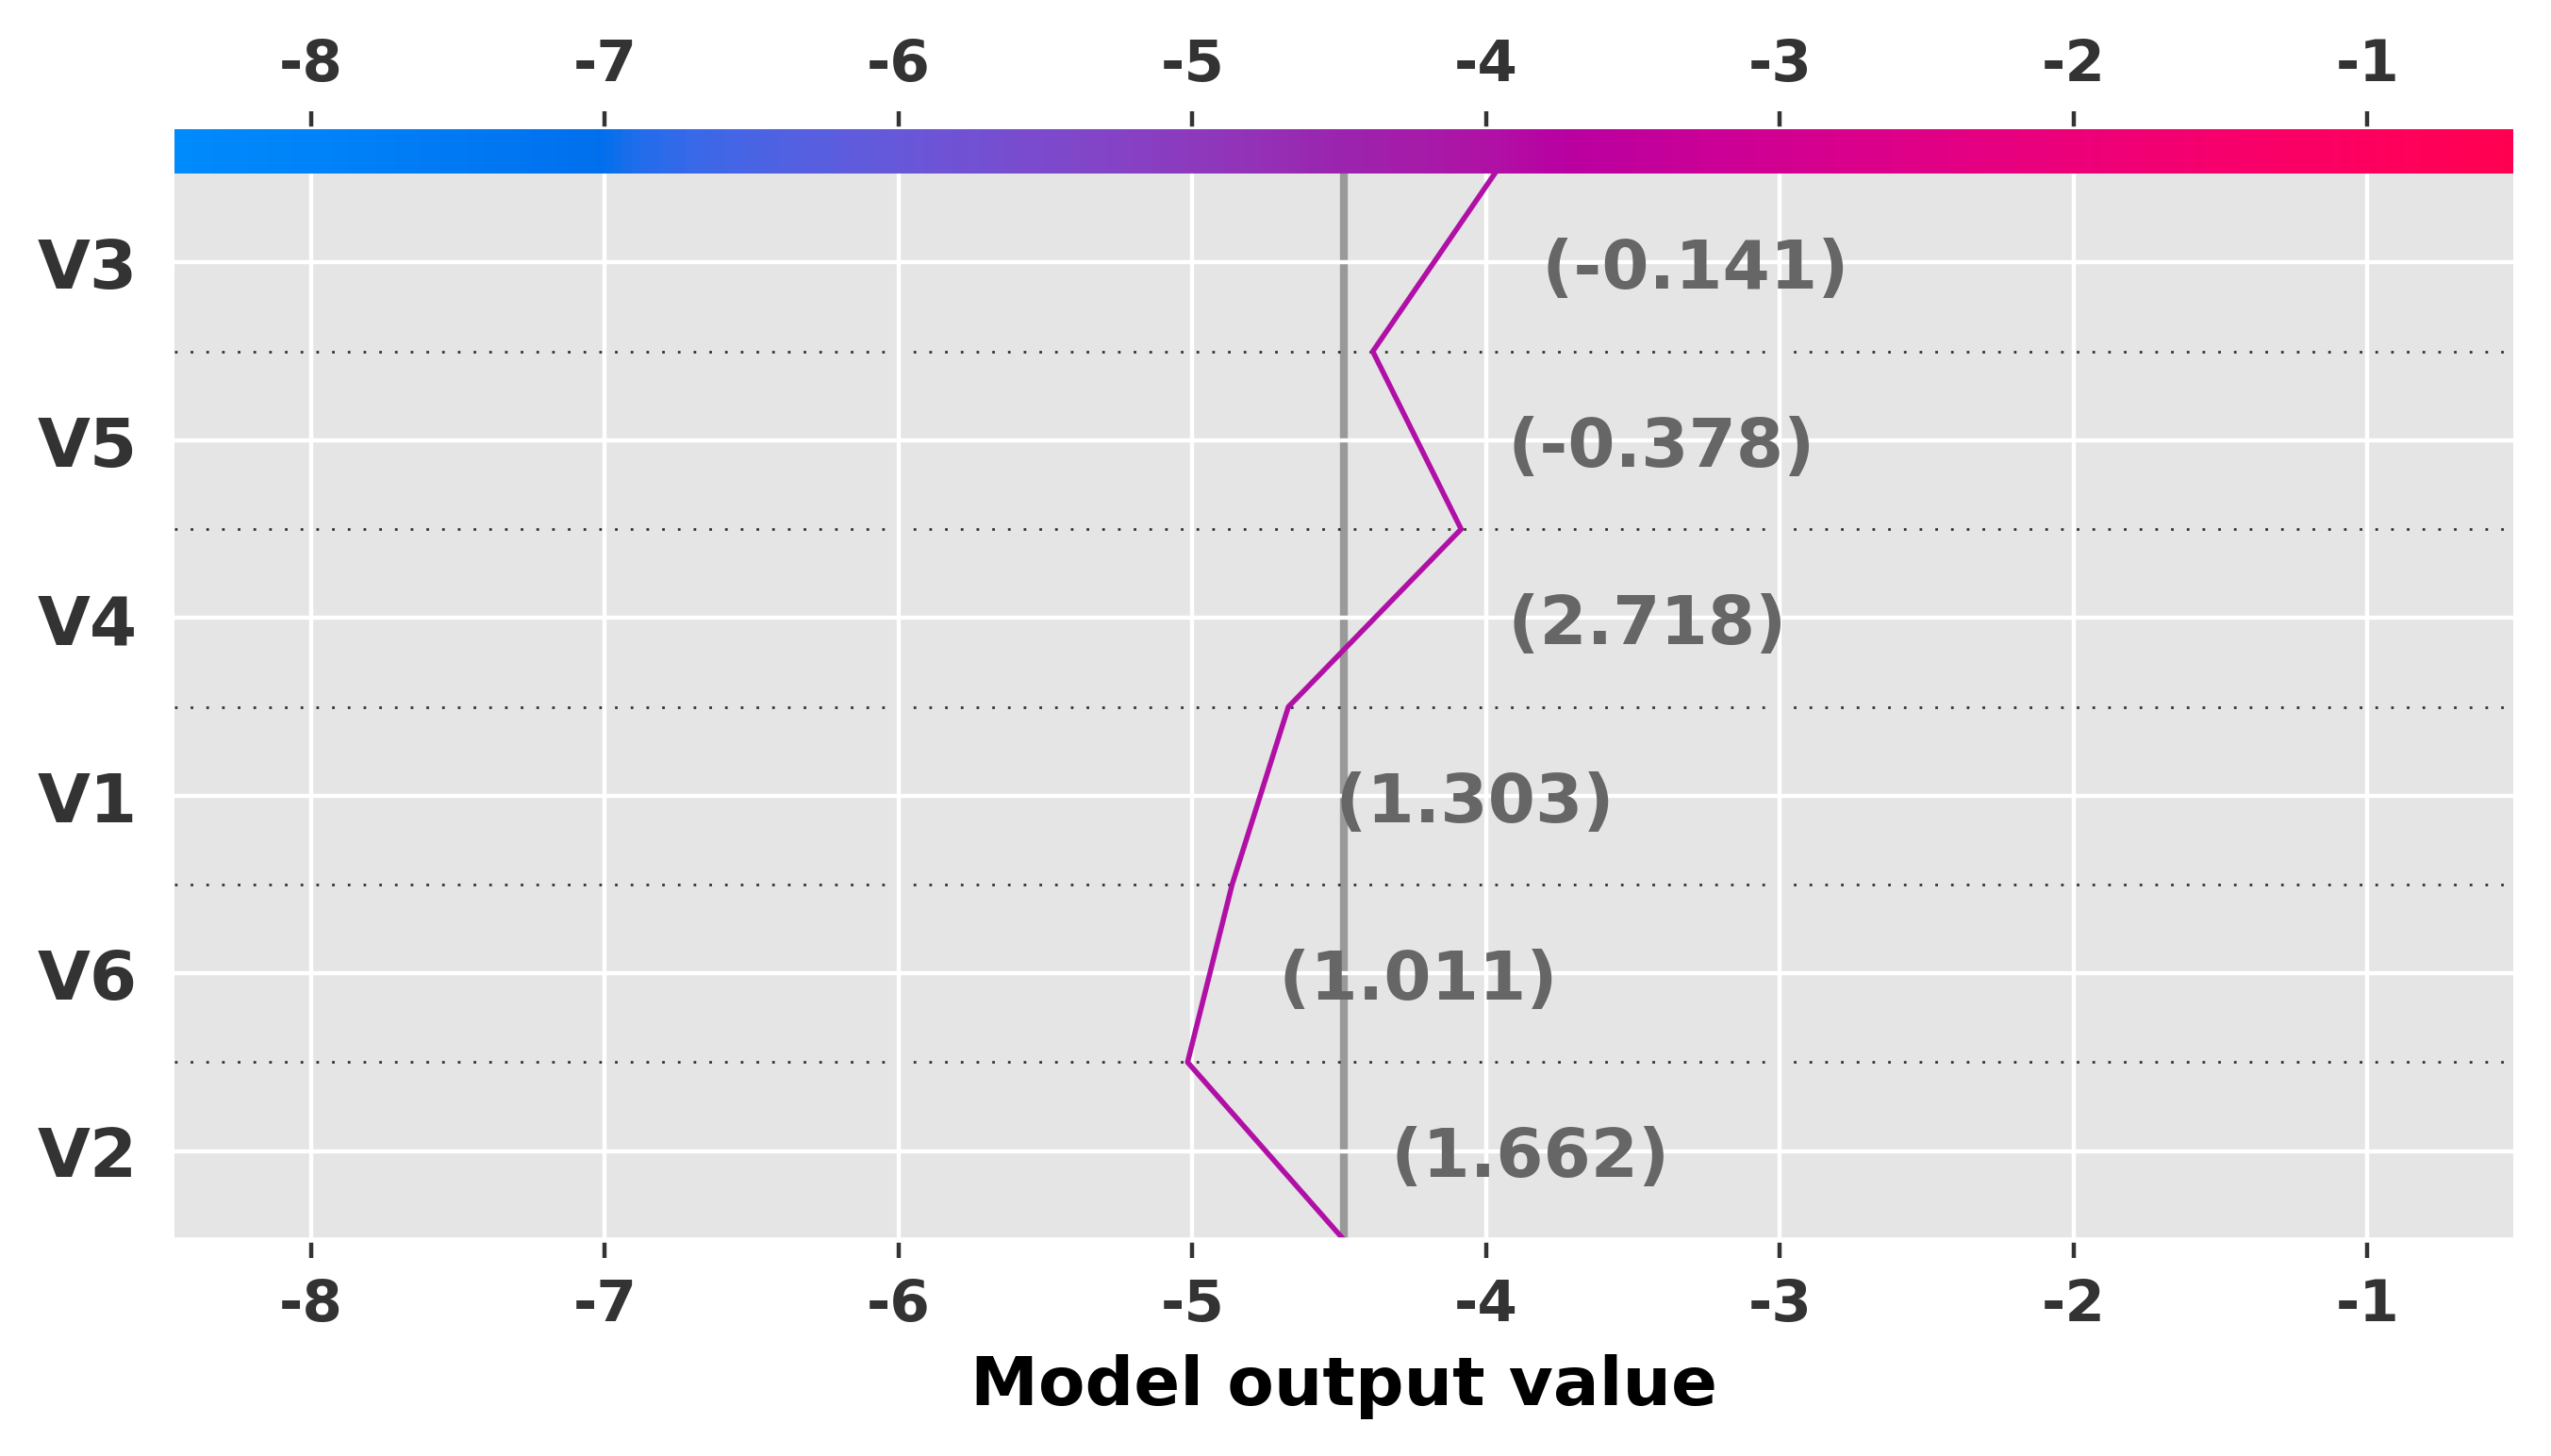 -8 -7 -6 -5 -4 -3 -2 -1
V3 (-0.141)
V5 (-0.378)
V4 (2.718)
V1 (1.303)
V6 (1.011)
V2 (1.662)
-8 -7 -6 -5 -4 -3 -2 -1
Model output value